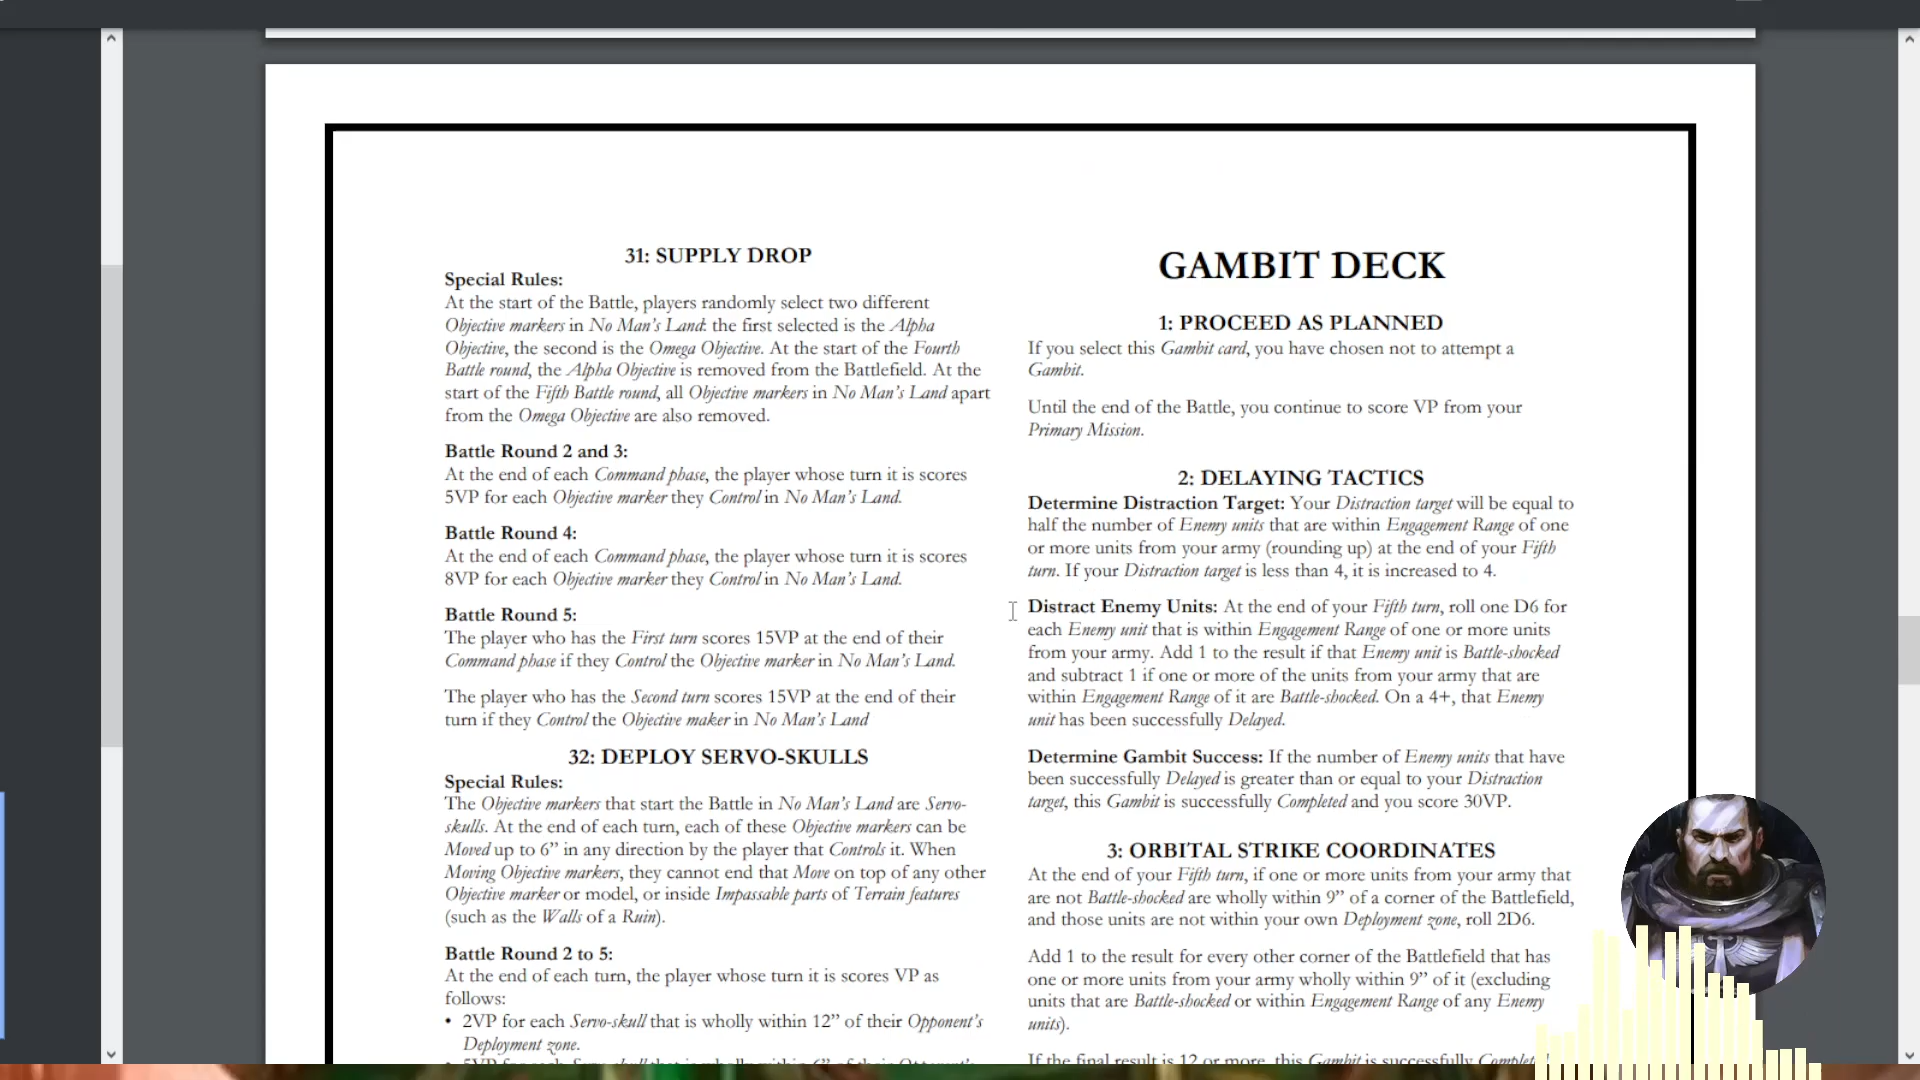 31: SUPPLY DROP
Special Rules:
At the start of the Battle, players randomly select two different
Objective markers in No Man's Land: the first selected is the Alpha
Objective, the second is the Omega Objective. At the start of the Fourth
Battle round, the Alpha Objective is removed from the Battlefield. At the
start of the Fifth Battle round, all Objective markers in No Man's Land apart
from the Omega Objective are also removed.
Battle Round 2 and 3:
At the end of each Command phase, the player whose turn it is scores
5VP for each Objective marker they Control in No Man's Land.
Battle Round 4:
At the end of each Command phase, the player whose turn it is scores
8VP for each Objective marker they Control in No Man's Land.
Battle Round 5:
The player who has the First turn scores 15VP at the end of their
Command phase if they Control the Objective marker in No Man's Land.
The player who has the Second turn scores 15VP at the end of their
turn if they Control the Objective maker in No Man's Land
32: DEPLOY SERVO-SKULLS
Special Rules:
The Objective markers that start the Battle in No Man's Land are Servo-
skulls. At the end of each turn, each of these Objective markers can be
Moved up to 6” in any direction by the player that Controls it. When
Moving Objective markers, they cannot end that Move on top of any other
Objective marker or model, or inside Impassable parts of Terrain features
(such as the Walls of a Ruin).
Battle Round 2 to 5:
At the end of each turn, the player whose turn it is scores VP as
follows:
• 2VP for each Servo-skull that is wholly within 12” of their Opponent's
Deployment zone.
• 5VP for each Servo-skull that is wholly within 6” of their Opponent's
GAMBIT DECK
1: PROCEED AS PLANNED
If you select this Gambit card, you have chosen not to attempt a
Gambit.
Until the end of the Battle, you continue to score VP from your
Primary Mission.
2: DELAYING TACTICS
Determine Distraction Target: Your Distraction target will be equal to
half the number of Enemy units that are within Engagement Range of one
or more units from your army (rounding up) at the end of your Fifth
turn. If your Distraction target is less than 4, it is increased to 4.
Distract Enemy Units: At the end of your Fifth turn, roll one D6 for
each Enemy unit that is within Engagement Range of one or more units
from your army. Add 1 to the result if that Enemy unit is Battle-shocked
and subtract 1 if one or more of the units from your army that are
within Engagement Range of it are Battle-shocked. On a 4+, that Enemy
unit has been successfully Delayed.
Determine Gambit Success: If the number of Enemy units that have
been successfully Delayed is greater than or equal to your Distraction
target, this Gambit is successfully Completed and you score 30VP.
3: ORBITAL STRIKE COORDINATES
At the end of your Fifth turn, if one or more units from your army that
are not Battle-shocked are wholly within 9” of a corner of the Battlefield,
and those units are not within your own Deployment zone, roll 2D6.
Add 1 to the result for every other corner of the Battlefield that has
one or more units from your army wholly within 9” of it (excluding
units that are Battle-shocked or within Engagement Range of any Enemy
units).
If the final result is 12 or more, this Gambit is successfully